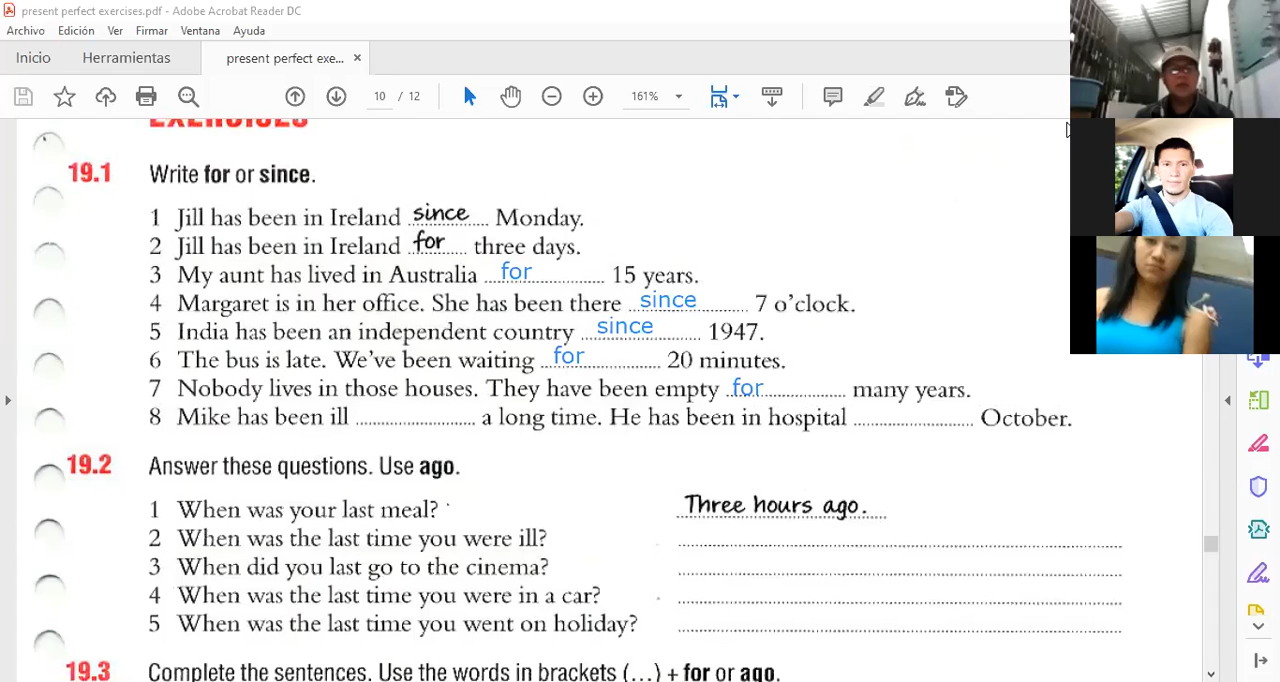 present perfect exercises.pdf - Adobe Acrobat Reader DC
Archivo Edición Ver Firmar Ventana Ayuda
Inicio Herramientas present perfect exe... ×
10 / 12 161%
EXERCISES
19.1 Write for or since.
1 Jill has been in Ireland since Monday.
2 Jill has been in Ireland for three days.
3 My aunt has lived in Australia for 15 years.
4 Margaret is in her office. She has been there since 7 o'clock.
5 India has been an independent country since 1947.
6 The bus is late. We've been waiting for 20 minutes.
7 Nobody lives in those houses. They have been empty for many years.
8 Mike has been ill .............................. a long time. He has been in hospital .............................. October.
19.2 Answer these questions. Use ago.
1 When was your last meal? Three hours ago.
2 When was the last time you were ill?
3 When did you last go to the cinema?
4 When was the last time you were in a car?
5 When was the last time you went on holiday?
19.3 Complete the sentences. Use the words in brackets (...) + for or ago.